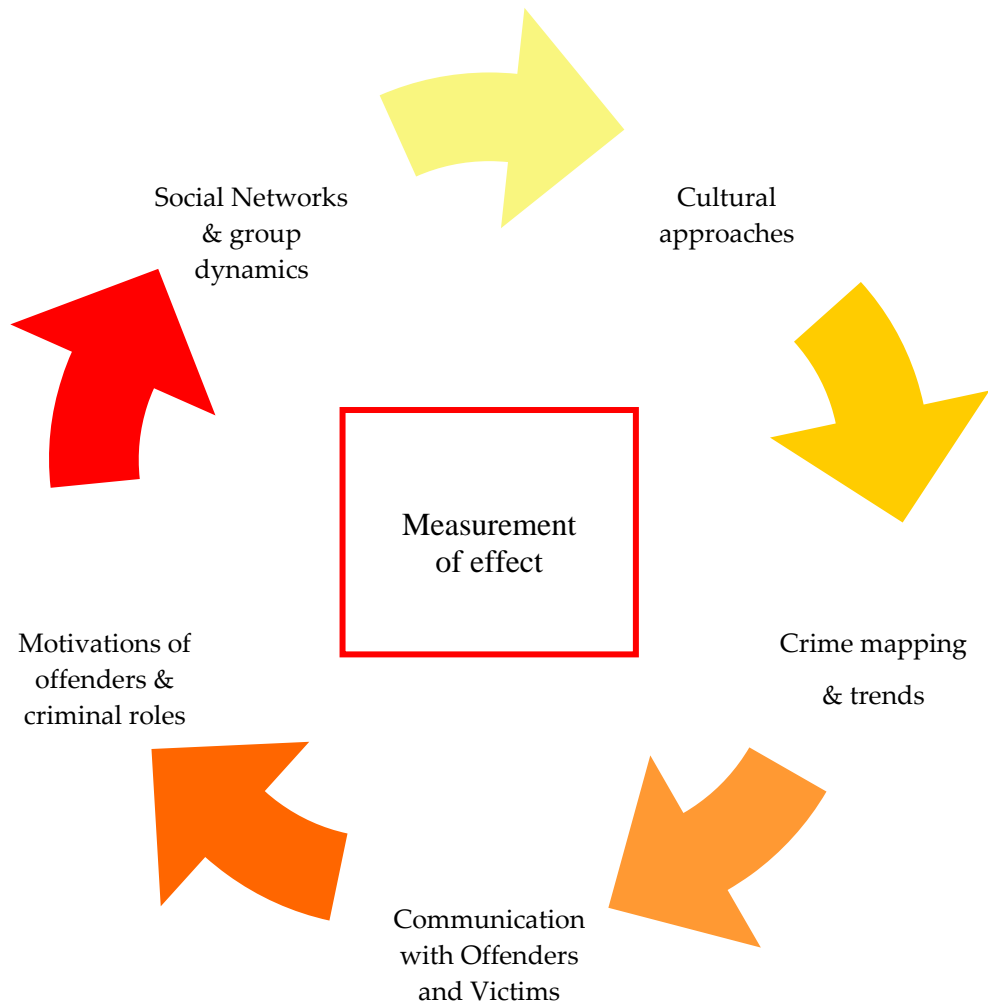 Social Networks
& group
dynamics
Cultural
approaches
Measurement
of effect
Motivations of
offenders &
criminal roles
Crime mapping
& trends
Communication
with Offenders
and Victims